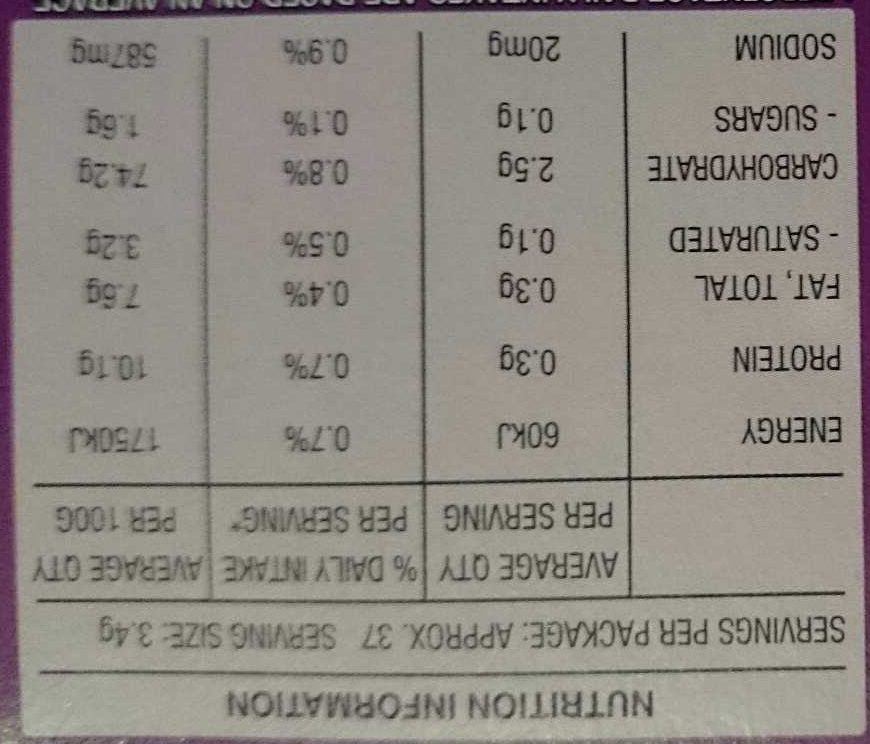 NUTRITION INFORMATION
SERVINGS PER PACKAGE: APPROX. 37 SERVING SIZE: 3.4g
AVERAGE QTY % DAILY INTAKE AVERAGE QTY
PER SERVING PER SERVING* PER 100G
ENERGY 60kJ 0.7% 1750kJ
PROTEIN 0.3g 0.7% 10.1g
FAT, TOTAL 0.3g 0.4% 7.6g
- SATURATED 0.1g 0.5% 3.2g
CARBOHYDRATE 2.5g 0.8% 74.2g
- SUGARS 0.1g 0.1% 1.6g
SODIUM 20mg 0.9% 587mg